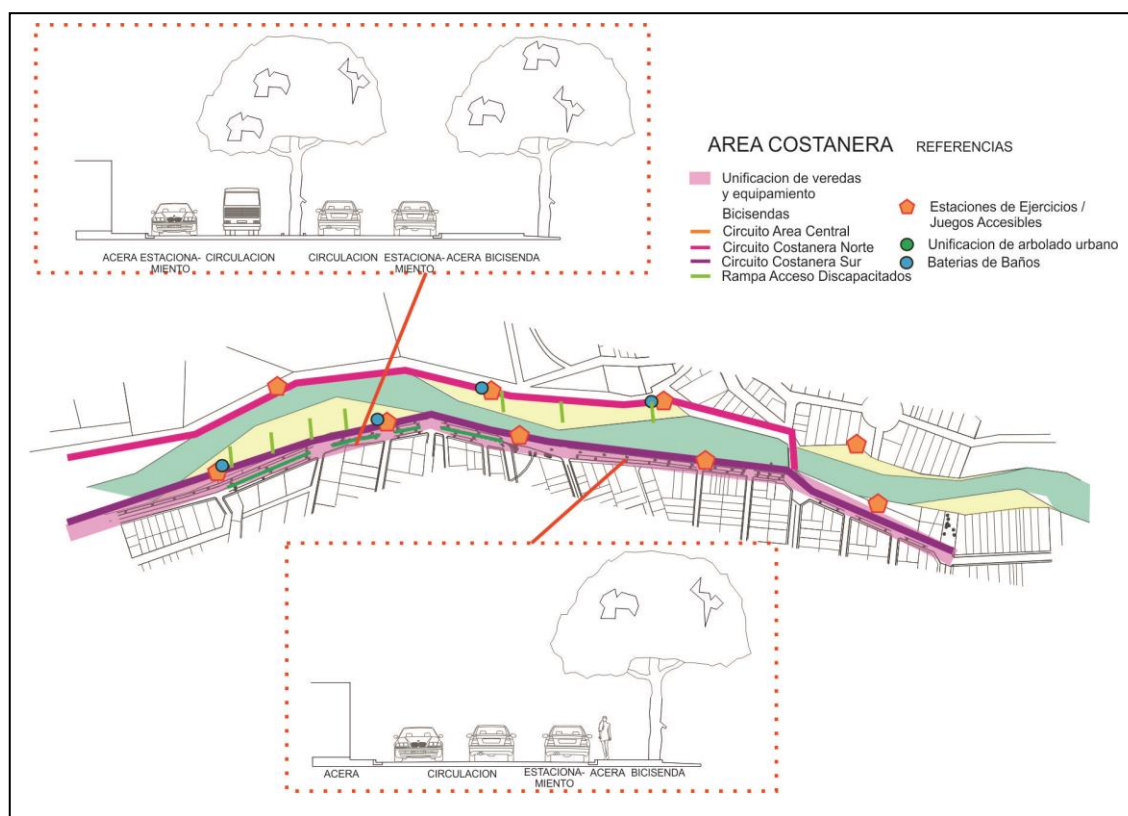 ACERA ESTACIONA- CIRCULACION CIRCULACION ESTACIONA- ACERA BICISENDA
MIENTO MIENTO
AREA COSTANERA REFERENCIAS
Unificacion de veredas
y equipamiento
Bicisendas
Circuito Area Central
Circuito Costanera Norte
Circuito Costanera Sur
Rampa Acceso Discapacitados
Estaciones de Ejercicios /
Juegos Accesibles
Unificacion de arbolado urbano
Baterias de Baños
ACERA CIRCULACION ESTACIONA- ACERA BICISENDA
MIENTO